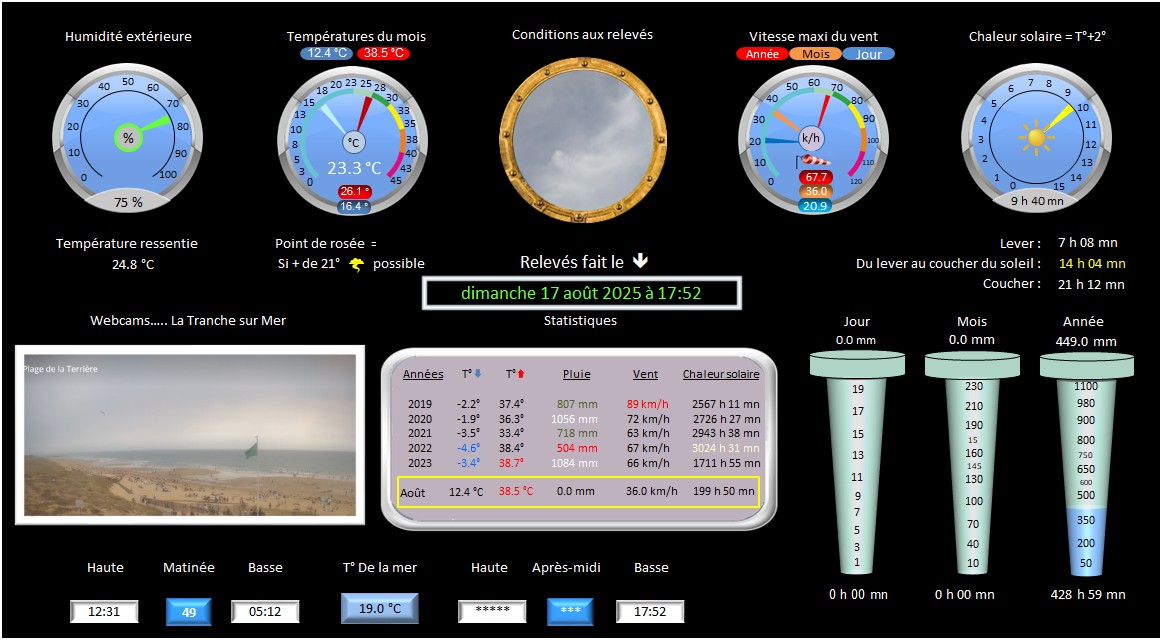 Humidité extérieure
Températures du mois
12.4 °C 38.5 °C
Conditions aux relevés
Vitesse maxi du vent
Année Mois Jour
Chaleur solaire = T°+2°
0 10 20 30 40 50 60 70 80 90 100
%
75 %
0 3 5 8 10 13 15 18 20 23 25 28 30 33 35 38 40 43 45
°C
23.3 °C
26.1 °
16.4 °
0 10 20 30 40 50 60 70 80 90 100 110 120
k/h
67.7
36.0
20.9
0 1 2 3 4 5 6 7 8 9 10 11 12 13 14 15
9 h 40 mn
Température ressentie
24.8 °C
Point de rosée =
Si + de 21° possible
Relevés fait le
dimanche 17 août 2025 à 17:52
Lever : 7 h 08 mn
Du lever au coucher du soleil : 14 h 04 mn
Coucher : 21 h 12 mn
Webcams..... La Tranche sur Mer
Plage de la Terrière
Statistiques
Années T° T° Pluie Vent Chaleur solaire
2019 -2.2° 37.4° 807 mm 89 km/h 2567 h 11 mn
2020 -1.9° 36.3° 1056 mm 72 km/h 2726 h 27 mn
2021 -3.5° 33.4° 718 mm 63 km/h 2943 h 38 mn
2022 -4.6° 38.4° 504 mm 67 km/h 3024 h 31 mn
2023 -3.4° 38.7° 1084 mm 66 km/h 1711 h 55 mn
Août 12.4 °C 38.5 °C 0.0 mm 36.0 km/h 199 h 50 mn
Jour
0.0 mm
19
17
15
13
11
9
7
5
3
1
0 h 00 mn
Mois
0.0 mm
230
210
190
15
160
145
130
100
70
40
10
0 h 00 mn
Année
449.0 mm
1100
980
900
800
750
650
600
500
350
200
50
428 h 59 mn
Haute Matinée Basse
12:31 49 05:12
T° De la mer
19.0 °C
Haute Après-midi Basse
***** *** 17:52